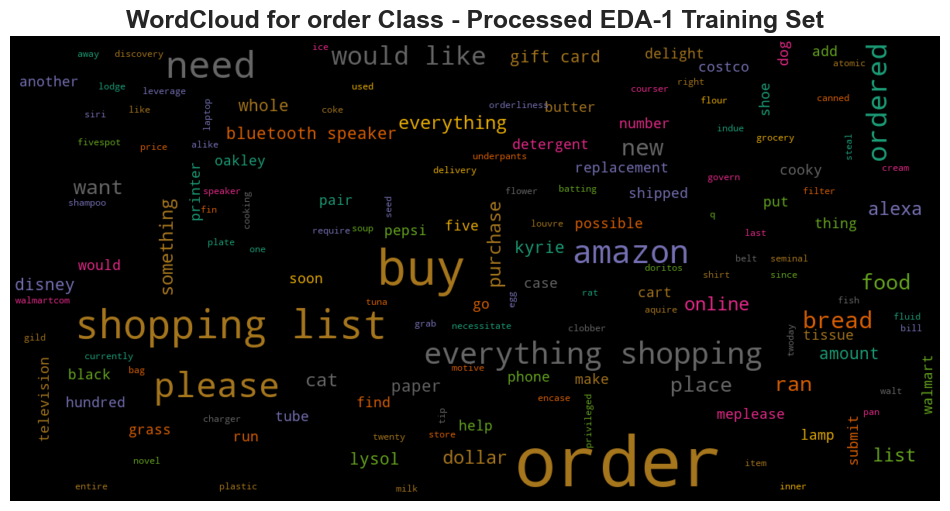 WordCloud for order Class - Processed EDA-1 Training Set
away
discovery
ice
would like
gift card
delight
dog
add
ordered
need
costco
atomic
another
lodge
leverage
used
right
siri
like
laptop
whole
coke
orderliness
butter
courser
flour
shoe
canned
bluetooth speaker
everything
number
indue
grocery
steal
fivespot
price
alike
detergent
new
underpants
oakley
printer
delivery
replacement
cooky
cream
want
speaker
shampoo
fin
cooking
pair
seed
flower
batting
shipped
govern
filter
put
alexa
something
plate
one
require
soup
pepsi
five
purchase
louvre
possible
q
last
thing
would
kyrie
amazon
belt
seminal
disney
soon
buy
case
doritos
shirt
since
food
walmartcom
tuna
go
egg
rat
cart
aquire
online
fish
shopping list
grab
necessitate
clobber
bread
fluid
bill
gild
twoday
tissue
currently
everything shopping
amount
television
black
bag
please
cat
paper
motive
phone
make
place
ran
walt
walmart
hundred
encase
charger
tube
find
tip
privileged
meplease
pan
grass
run
twenty
store
help
lamp
submit
novel
lysol
dollar
order
item
list
entire
plastic
milk
inner